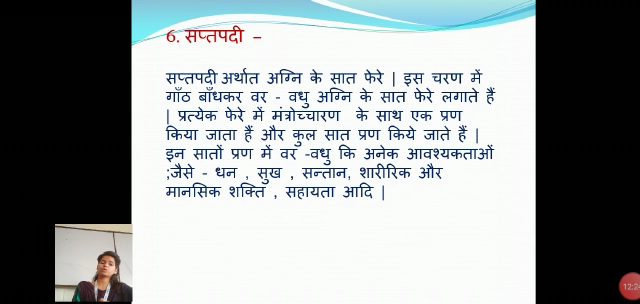 6. सप्तपदी –
सप्तपदी अर्थात अग्नि के सात फेरे | इस चरण में
गाँठ बाँधकर वर - वधु अग्नि के सात फेरे लगाते हैं
| प्रत्येक फेरे में मंत्रोच्चारण के साथ एक प्रण
किया जाता हैं और कुल सात प्रण किये जाते हैं |
इन सातों प्रण में वर -वधु कि अनेक आवश्यकताओं
;जैसे - धन , सुख , सन्तान, शारीरिक और
मानसिक शक्ति , सहायता आदि |